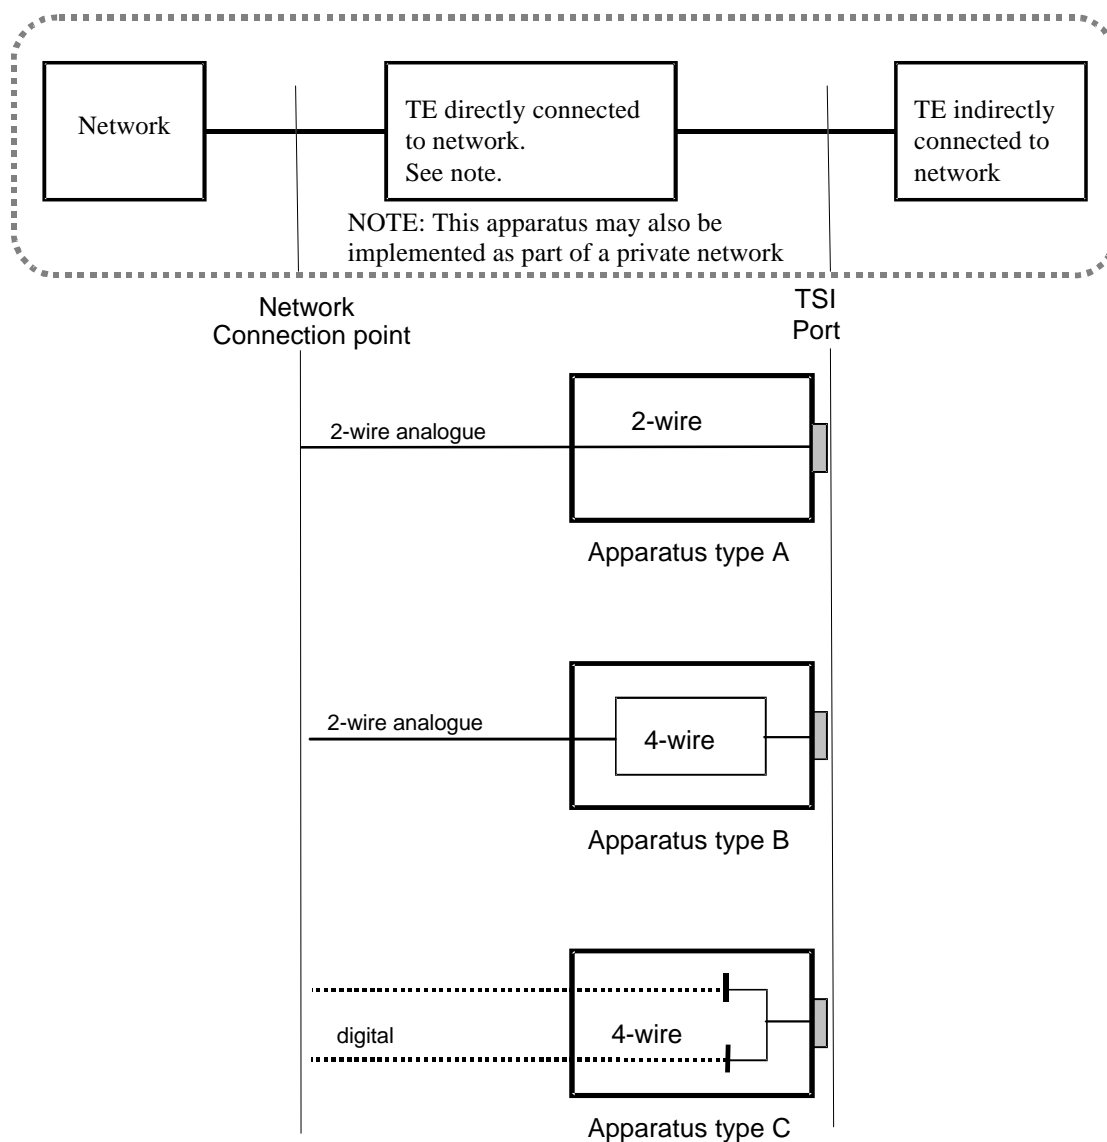 Network
TE directly connected
to network.
See note.
TE indirectly
connected to
network
NOTE: This apparatus may also be
implemented as part of a private network
Network
Connection point
TSI
Port
2-wire analogue
2-wire
Apparatus type A
2-wire analogue
4-wire
Apparatus type B
digital
4-wire
Apparatus type C